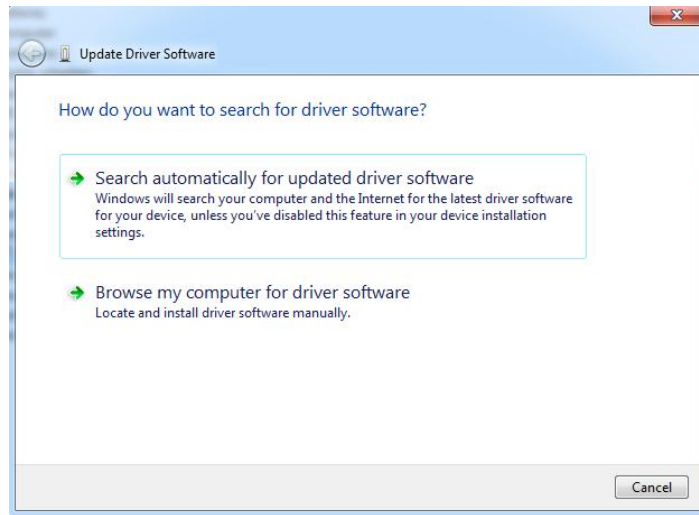 Update Driver Software
How do you want to search for driver software?
Search automatically for updated driver software
Windows will search your computer and the Internet for the latest driver software
for your device, unless you've disabled this feature in your device installation
settings.
Browse my computer for driver software
Locate and install driver software manually.
Cancel